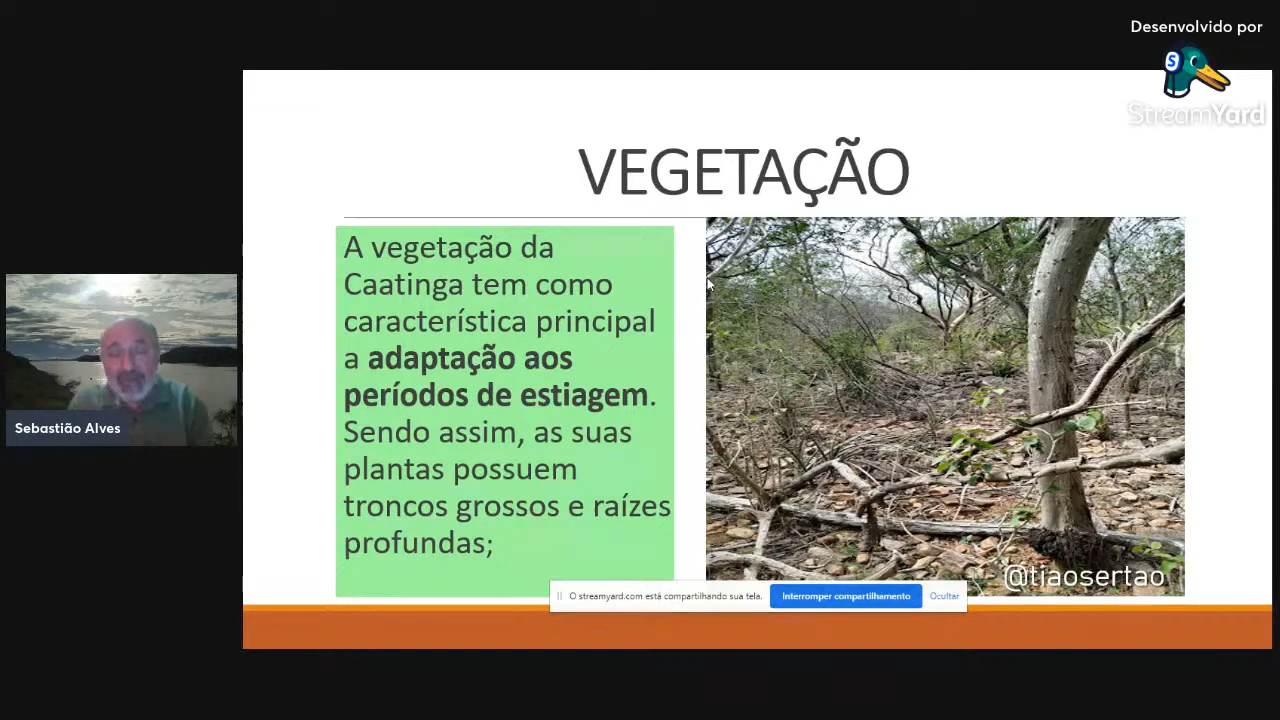 Desenvolvido por
StreamYard
VEGETAÇÃO
A vegetação da
Caatinga tem como
característica principal
a adaptação aos
períodos de estiagem.
Sendo assim, as suas
plantas possuem
troncos grossos e raízes
profundas;
@tiaosertao
Sebastião Alves
O streamyard.com está compartilhando sua tela. Interromper compartilhamento Ocultar